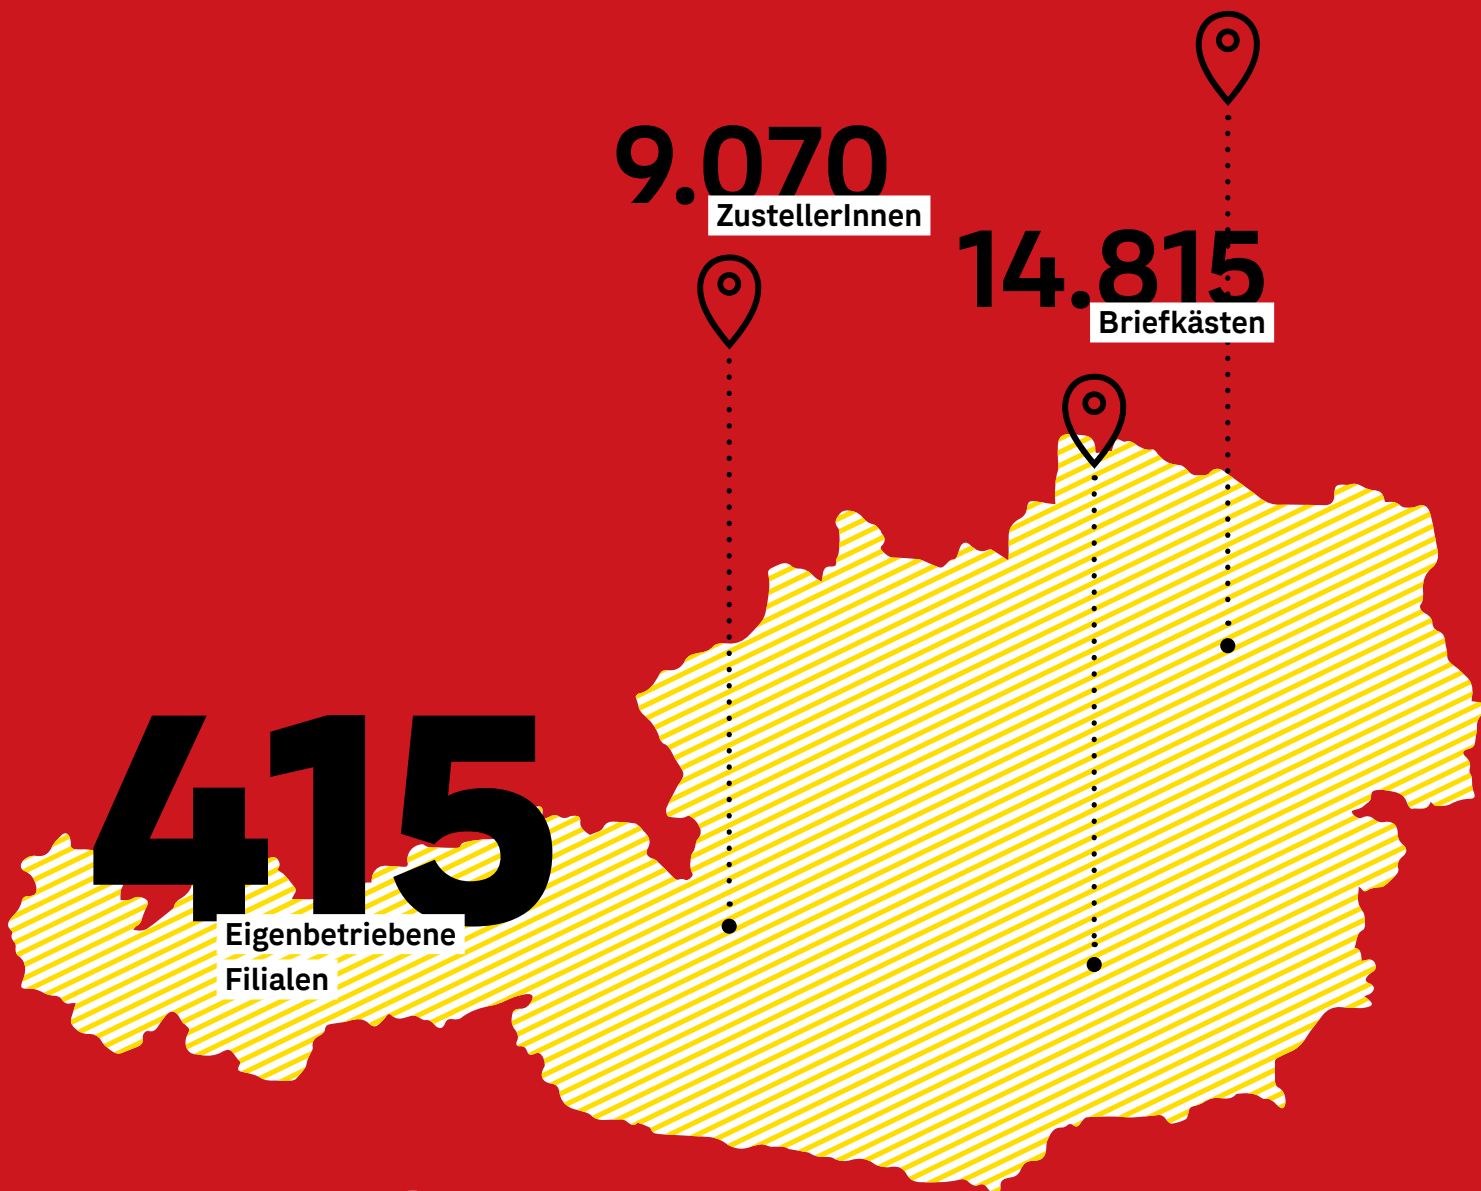 9.070
ZustellerInnen
14.815
Briefkästen
415
Eigenbetriebene
Filialen